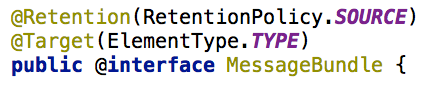 @Retention(RetentionPolicy.SOURCE)
@Target(ElementType.TYPE)
public @interface MessageBundle {